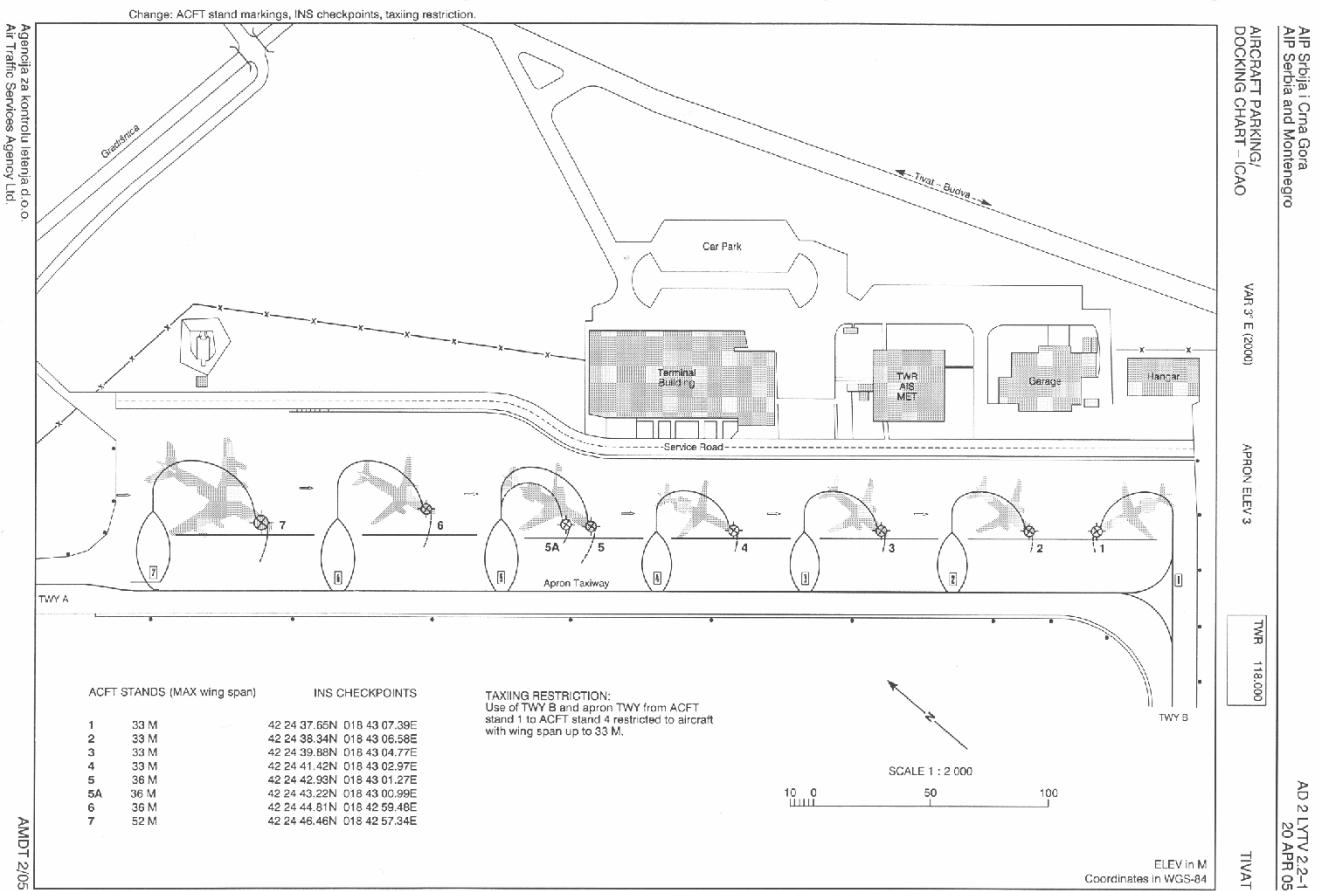 Change: ACFT stand markings, INS checkpoints, taxiing restriction.
AIP Srbija i Crna Gora
AIP Serbia and Montenegro
AD 2 LYTV 2.2-1
20 APR 05
AIRCRAFT PARKING/
DOCKING CHART – ICAO
VAR 3° E (2000)
APRON ELEV 3
TWR 118.000
TIVAT
Agencija za kontrolu letenja d.o.o.
Air Traffic Services Agency Ltd.
AMDT 2/05
Gradišnica
Tivat – Budva
Car Park
Terminal
Building
TWR
AIS
MET
Garage
Hangar
Service Road
7
6
5A
5
4
3
2
1
7
6
5
4
3
2
1
Apron Taxiway
TWY A
TWY B
ACFT STANDS (MAX wing span) INS CHECKPOINTS
1 33 M 42 24 37.65N 018 43 07.39E
2 33 M 42 24 38.34N 018 43 06.58E
3 33 M 42 24 39.88N 018 43 04.77E
4 33 M 42 24 41.42N 018 43 02.97E
5 36 M 42 24 42.93N 018 43 01.27E
5A 36 M 42 24 43.22N 018 43 00.99E
6 36 M 42 24 44.81N 018 42 59.48E
7 52 M 42 24 46.46N 018 42 57.34E
TAXIING RESTRICTION:
Use of TWY B and apron TWY from ACFT
stand 1 to ACFT stand 4 restricted to aircraft
with wing span up to 33 M.
N
SCALE 1 : 2 000
10 0 50 100
ELEV in M
Coordinates in WGS-84